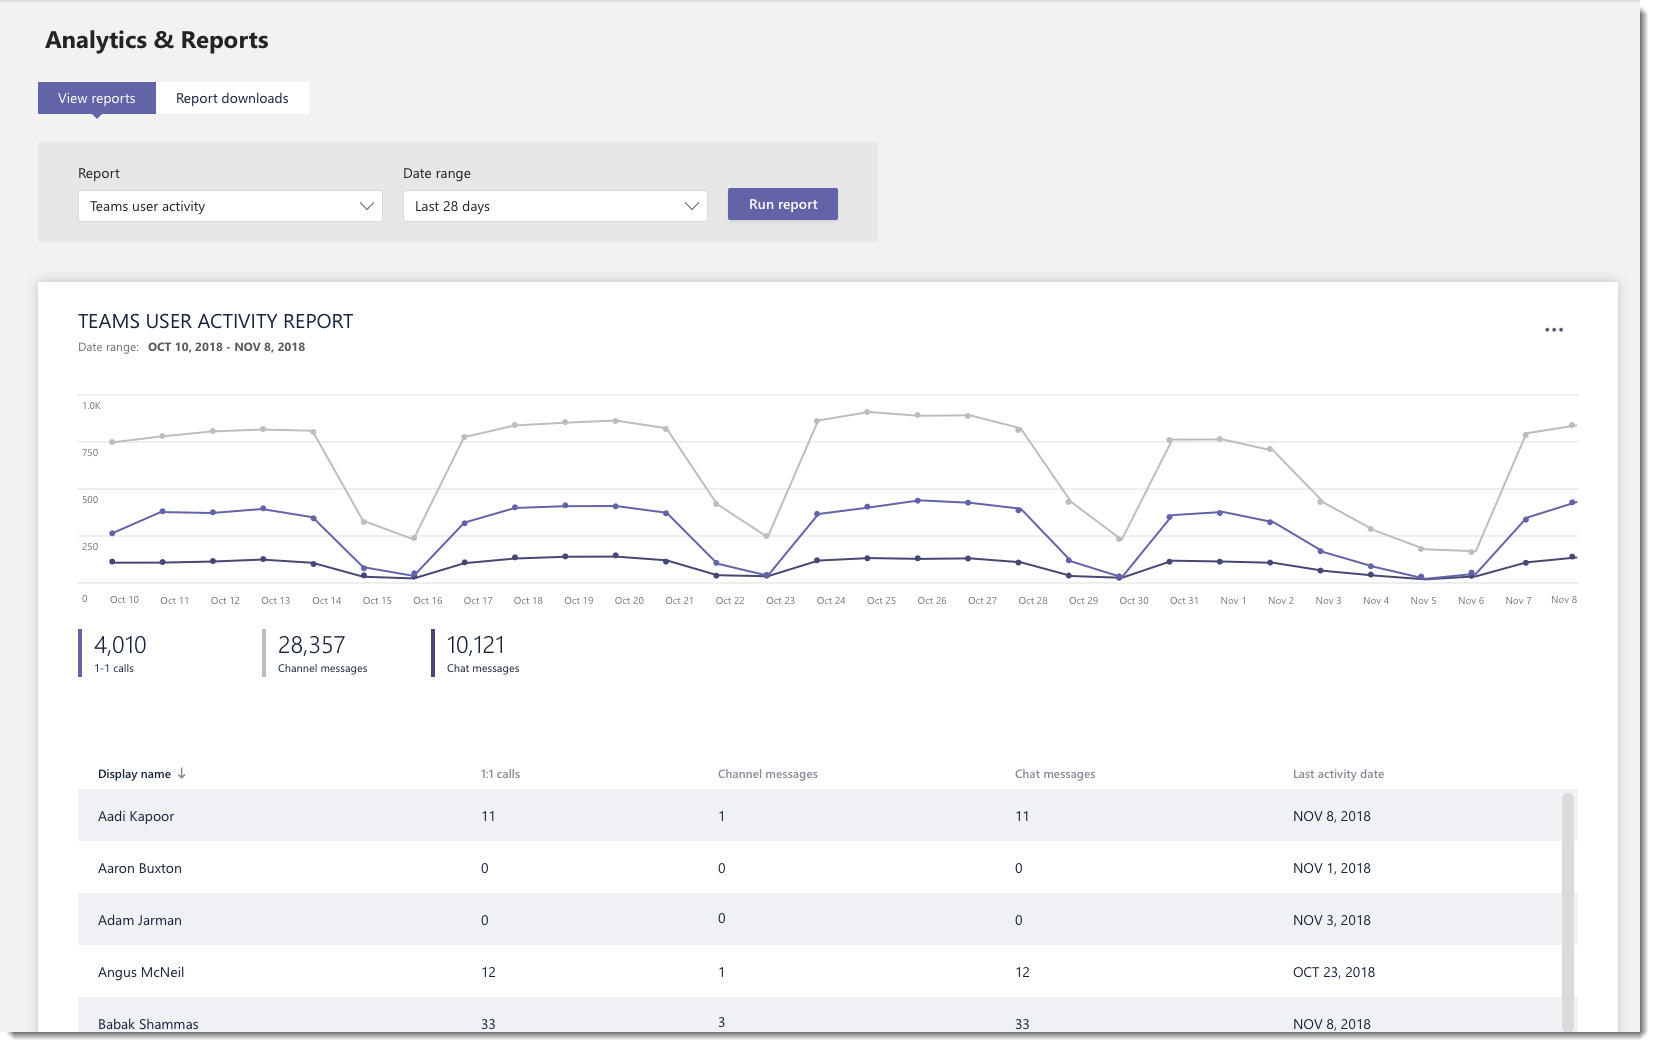 Analytics & Reports
View reports Report downloads
Report Date range
Teams user activity Last 28 days Run report
TEAMS USER ACTIVITY REPORT
Date range: OCT 10, 2018 - NOV 8, 2018
1.0K
750
500
250
0 Oct 10 Oct 11 Oct 12 Oct 13 Oct 14 Oct 15 Oct 16 Oct 17 Oct 18 Oct 19 Oct 20 Oct 21 Oct 22 Oct 23 Oct 24 Oct 25 Oct 26 Oct 27 Oct 28 Oct 29 Oct 30 Oct 31 Nov 1 Nov 2 Nov 3 Nov 4 Nov 5 Nov 6 Nov 7 Nov 8
4,010 28,357 10,121
1-1 calls Channel messages Chat messages
Display name 1:1 calls Channel messages Chat messages Last activity date
Aadi Kapoor 11 1 11 NOV 8, 2018
Aaron Buxton 0 0 0 NOV 1, 2018
Adam Jarman 0 0 0 NOV 3, 2018
Angus McNeil 12 1 12 OCT 23, 2018
Babak Shammas 33 3 33 NOV 8, 2018